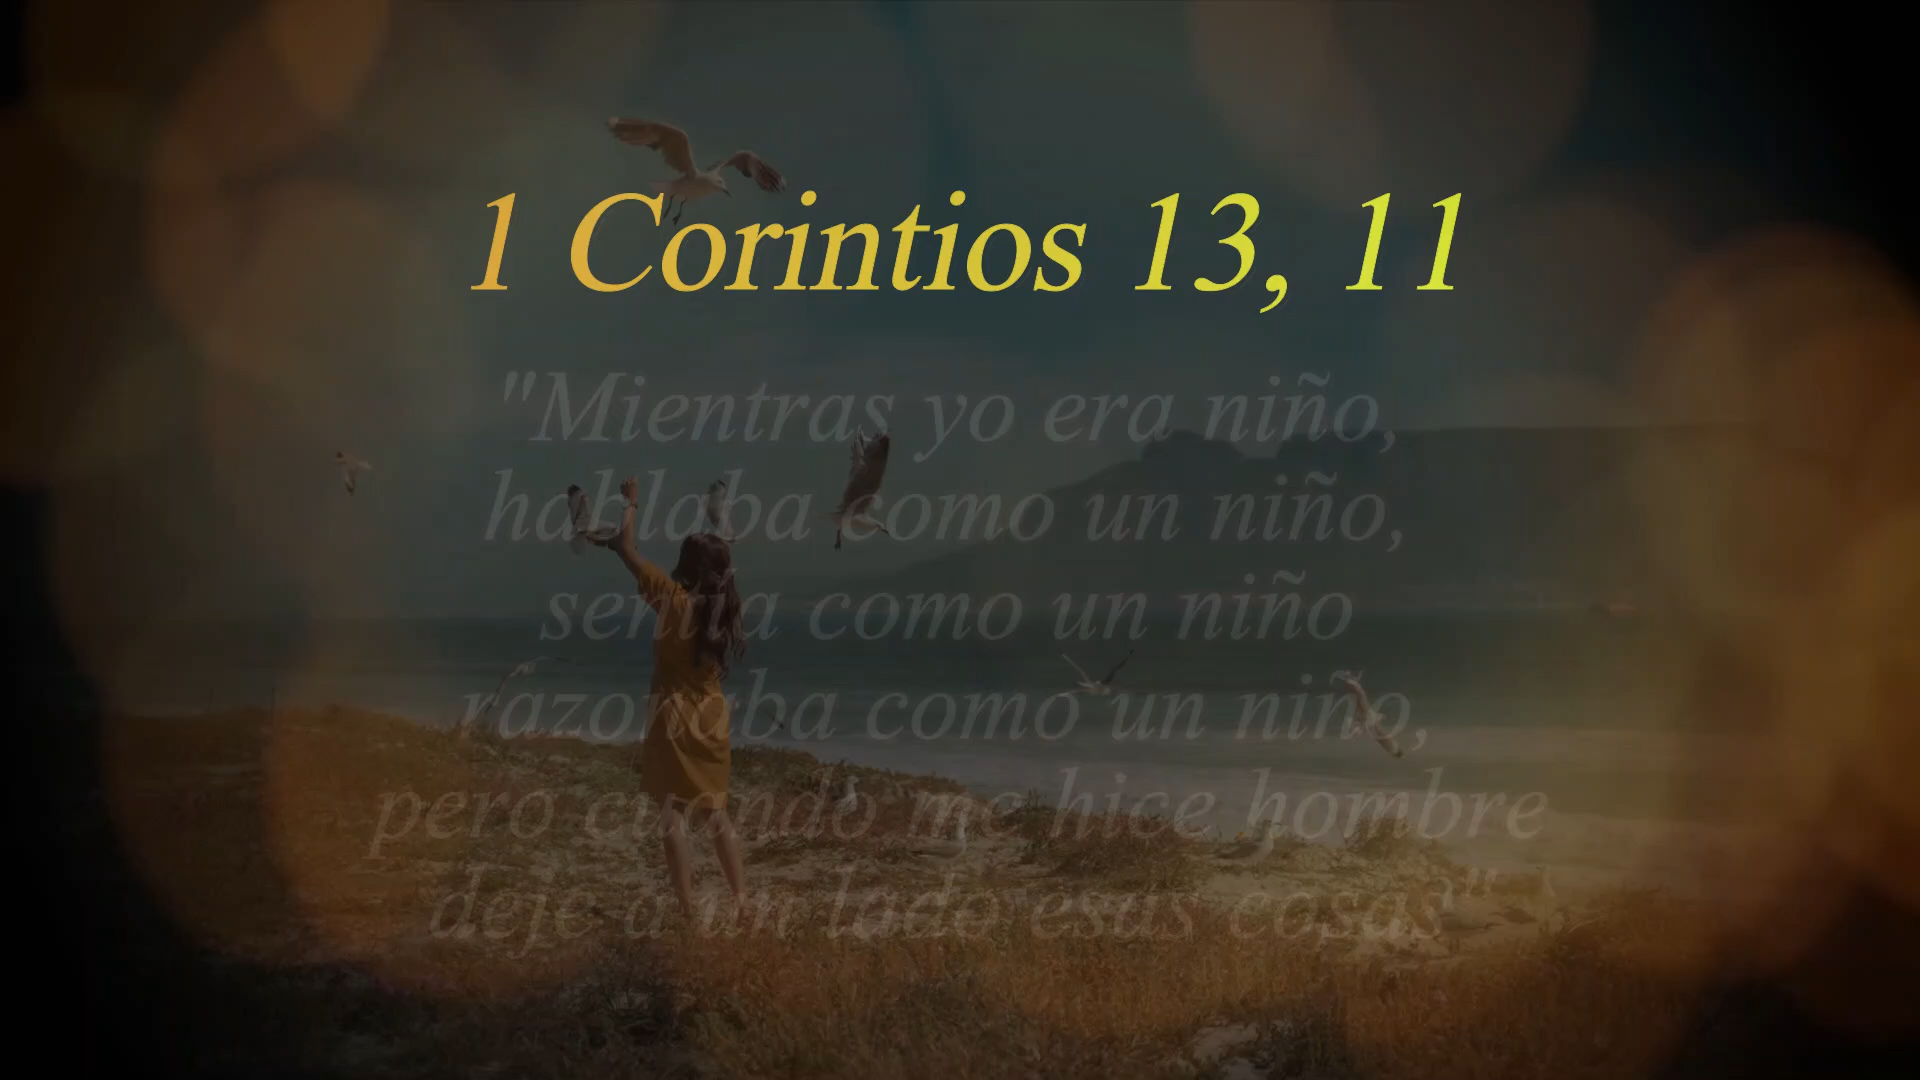 1 Corintios 13, 11
"Mientras yo era niño,
hablaba como un niño,
sentía como un niño
razonaba como un niño,
pero cuando me hice hombre
deje a un lado esas cosas"